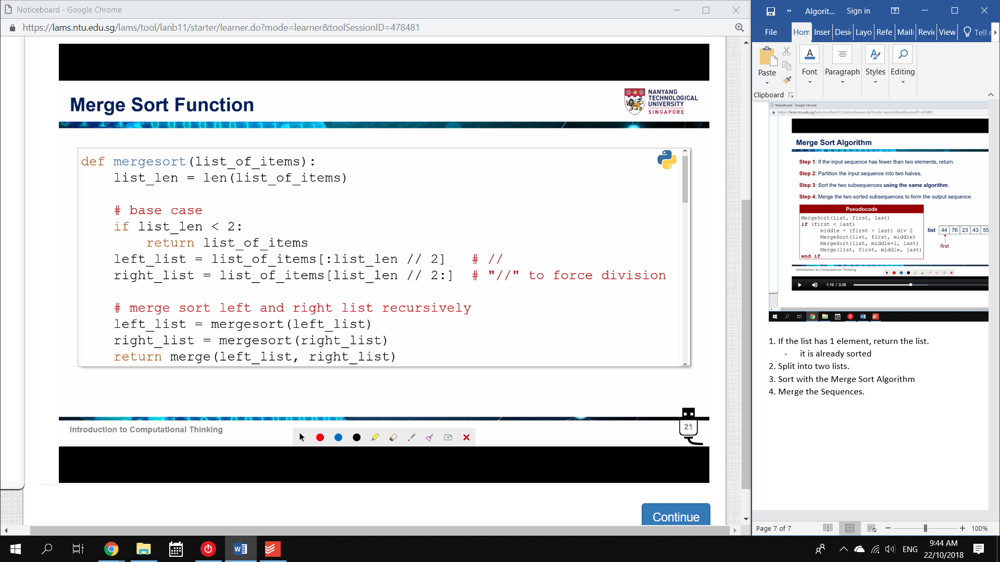 Noticeboard - Google Chrome
https://lams.ntu.edu.sg/lams/tool/lanb11/starter/learner.do?mode=learner&toolSessionID=478481
Merge Sort Function
NANYANG
TECHNOLOGICAL
UNIVERSITY
SINGAPORE
def mergesort(list_of_items):
list_len = len(list_of_items)
# base case
if list_len < 2:
return list_of_items
left_list = list_of_items[:list_len // 2] # //
right_list = list_of_items[list_len // 2:] # "//" to force division
# merge sort left and right list recursively
left_list = mergesort(left_list)
right_list = mergesort(right_list)
return merge(left_list, right_list)
Introduction to Computational Thinking
21
Continue
Algorit... Sign in
File Hom Inser Desi Layo Refe Maili Revi View Tell
Paste Font Paragraph Styles Editing
Clipboard
Noticeboard - Google Chrome
https://lams.ntu.edu.sg/lams/tool/lanb11/starter/learner.do?mode=learner&toolSessionID=478481
Merge Sort Algorithm
Step 1: If the input sequence has fewer than two elements, return.
Step 2: Partition the input sequence into two halves.
Step 3: Sort the two subsequences using the same algorithm.
Step 4: Merge the two sorted subsequences to form the output sequence.
Pseudocode
MergeSort(list, first, last)
if (first < last)
middle = (first + last) div 2
MergeSort(list, first, middle)
MergeSort(list, middle+1, last)
Merge(list, first, middle, last)
end if
list 44 76 23 43 55
first
Introduction to Computational Thinking
1:19 / 3:39
1. If the list has 1 element, return the list.
- it is already sorted
2. Split into two lists.
3. Sort with the Merge Sort Algorithm
4. Merge the Sequences.
Page 7 of 7
100%
ENG
9:44 AM
22/10/2018